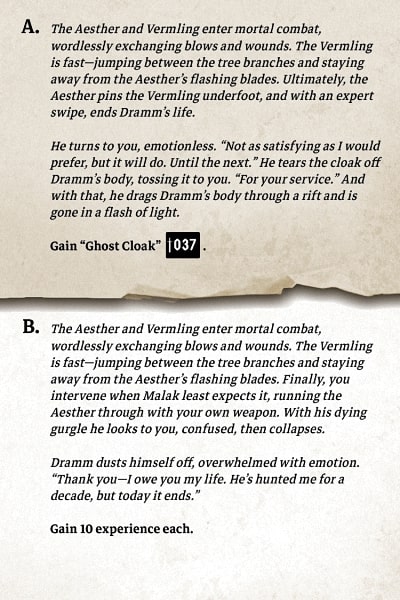 A. The Aesther and Vermling enter mortal combat,
wordlessly exchanging blows and wounds. The Vermling
is fast—jumping between the tree branches and staying
away from the Aesther’s flashing blades. Ultimately, the
Aesther pins the Vermling underfoot, and with an expert
swipe, ends Dramm’s life.
He turns to you, emotionless. “Not as satisfying as I would
prefer, but it will do. Until the next.” He tears the cloak off
Dramm’s body, tossing it to you. “For your service.” And
with that, he drags Dramm’s body through a rift and is
gone in a flash of light.
Gain “Ghost Cloak” 037 .
B. The Aesther and Vermling enter mortal combat,
wordlessly exchanging blows and wounds. The Vermling
is fast—jumping between the tree branches and staying
away from the Aesther’s flashing blades. Finally, you
intervene when Malak least expects it, running the
Aesther through with your own weapon. With his dying
gurgle he looks to you, confused, then collapses.
Dramm dusts himself off, overwhelmed with emotion.
“Thank you—I owe you my life. He’s hunted me for a
decade, but today it ends.”
Gain 10 experience each.